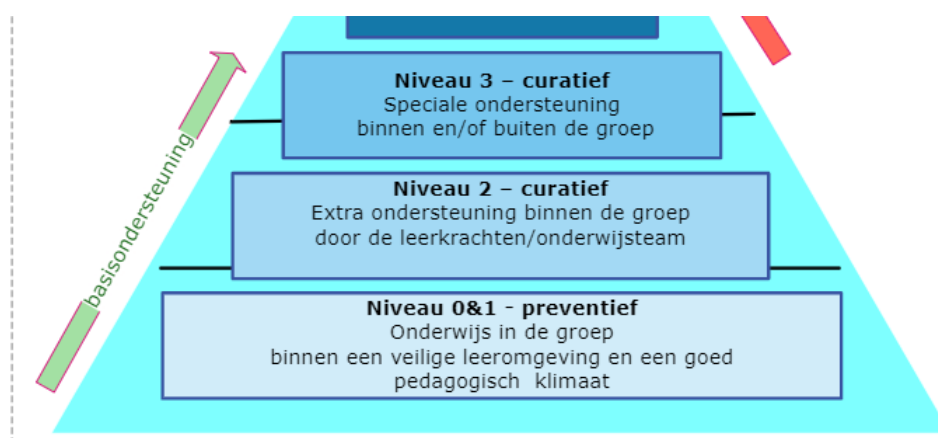 Niveau 3 – curatief
Speciale ondersteuning
binnen en/of buiten de groep
basisondersteuning
Niveau 2 – curatief
Extra ondersteuning binnen de groep
door de leerkrachten/onderwijsteam
Niveau 0&1 - preventief
Onderwijs in de groep
binnen een veilige leeromgeving en een goed
pedagogisch klimaat